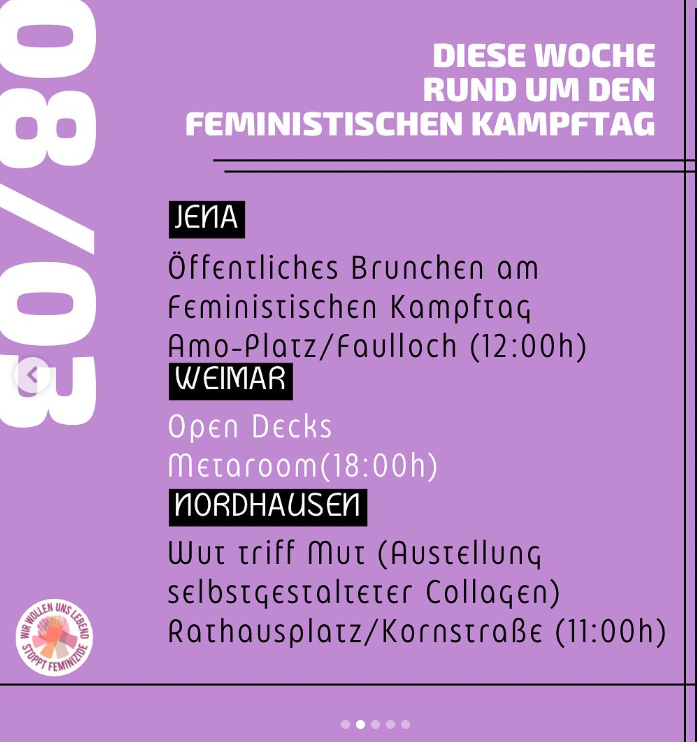 08/03
DIESE WOCHE
RUND UM DEN
FEMINISTISCHEN KAMPFTAG
JENA
Öffentliches Brunchen am
Feministischen Kampftag
Amo-Platz/Faulloch (12:00h)
WEIMAR
Open Decks
Metaroom(18:00h)
NORDHAUSEN
Wut triff Mut (Austellung
selbstgestalteter Collagen)
Rathausplatz/Kornstraße (11:00h)
WIR WOLLEN UNS LEBEND
STOPPT FEMINIZIDE